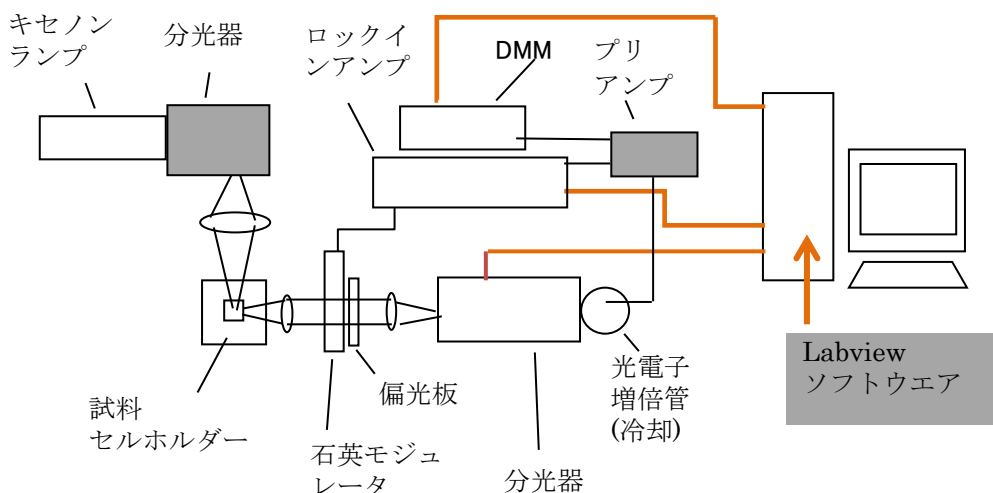 キセノン
ランプ
分光器
ロックイ
ンアンプ
DMM
プリ
アンプ
Labview
ソフトウエア
試料
セルホルダー
石英モジュ
レータ
偏光板
分光器
光電子
増倍管
(冷却)